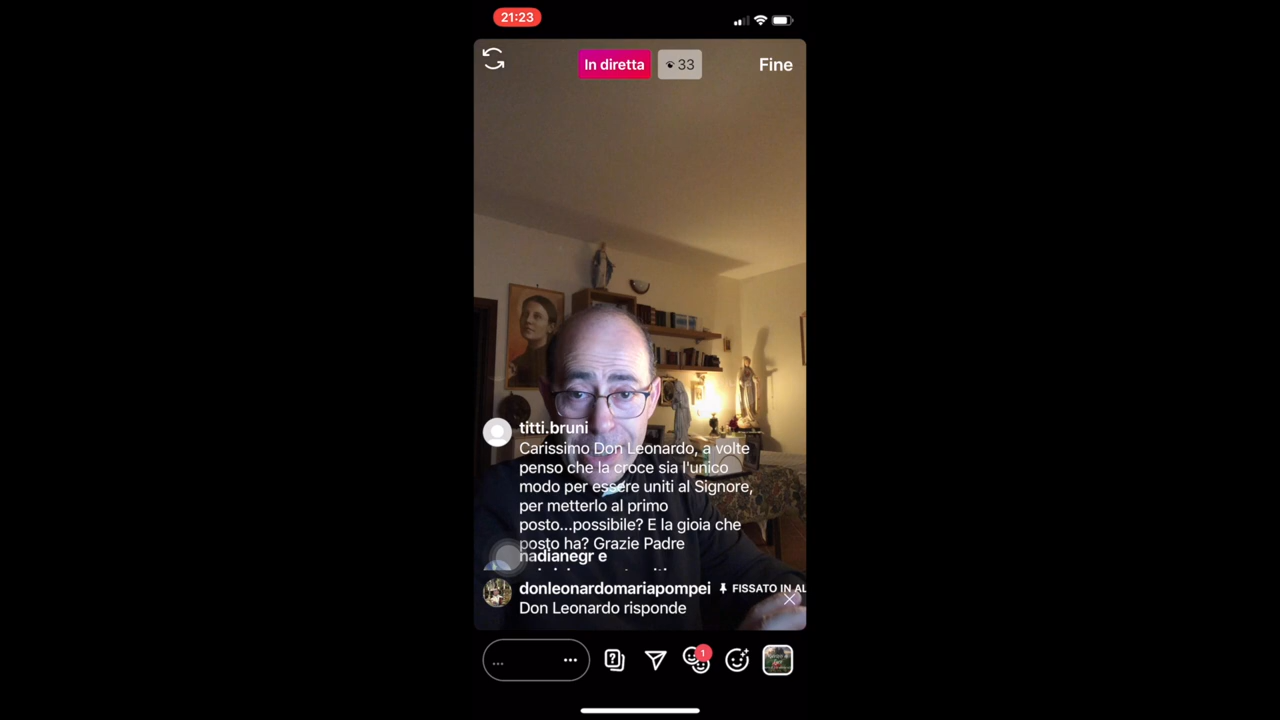 21:23
In diretta
33
Fine
titti.bruni
Carissimo Don Leonardo, a volte
penso che la croce sia l'unico
modo per essere uniti al Signore,
per metterlo al primo
posto...possibile? E la gioia che
posto ha? Grazie Padre
nadianegr e
donleonardomariapompei FISSATO IN AL
Don Leonardo risponde
...
1